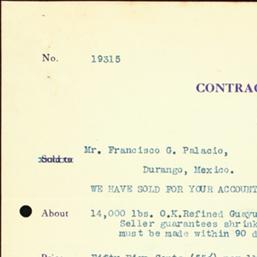 No. 19315
CONTRAC
Sold to
Mr. Francisco G. Palacio,
Durango, Mexico.
WE HAVE SOLD FOR YOUR ACCOUNT
About 14,000 lbs. O.K.Refined Guayu
Seller guarantees shrink
must be made within 90 d